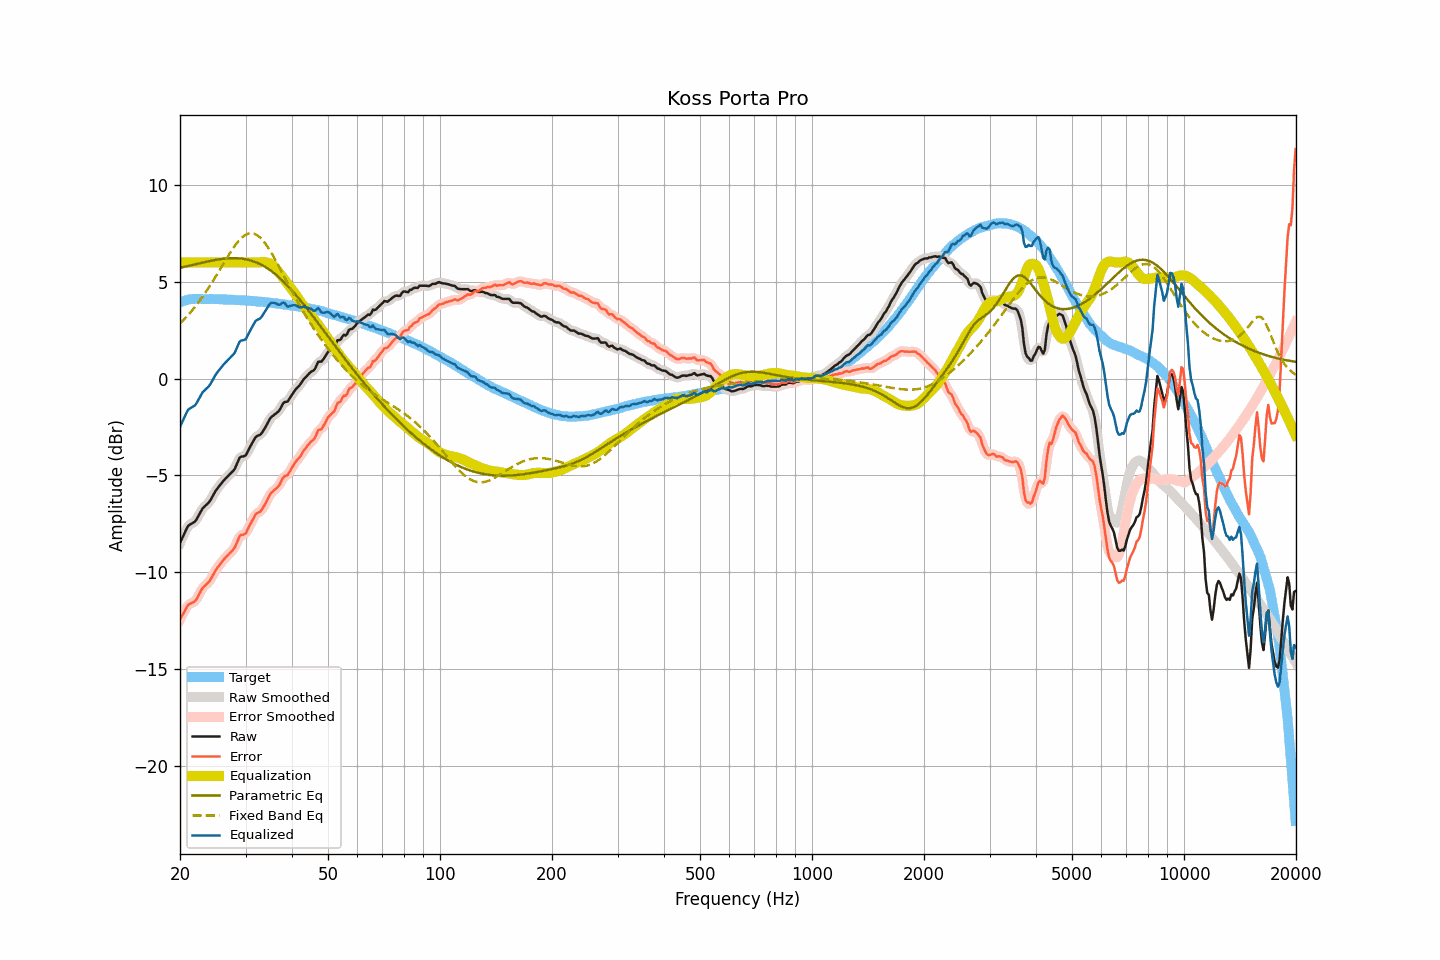 Koss Porta Pro
10
5
0
−5
−10
−15
−20
Amplitude (dBr)
Target
Raw Smoothed
Error Smoothed
Raw
Error
Equalization
Parametric Eq
Fixed Band Eq
Equalized
20 50 100 200 500 1000 2000 5000 10000 20000
Frequency (Hz)